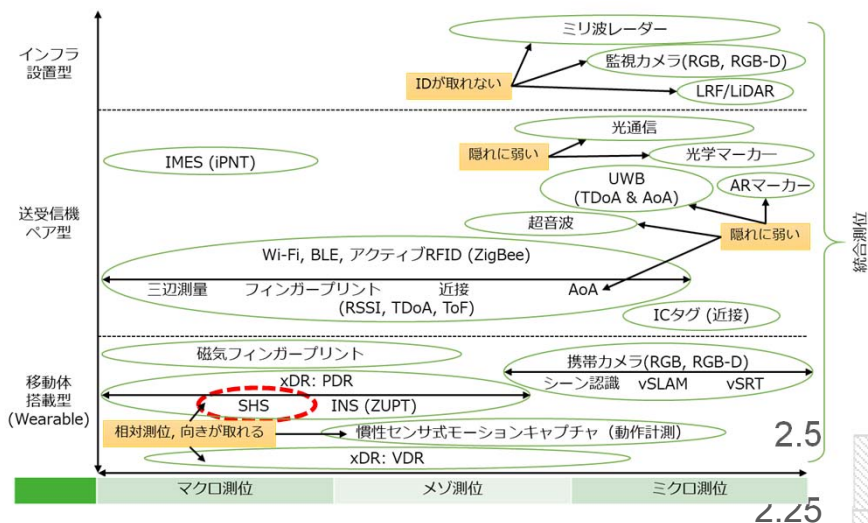 インフラ
設置型
ミリ波レーダー
監視カメラ(RGB, RGB-D)
IDが取れない
LRF/LiDAR
送受信機
ペア型
光通信
IMES (iPNT)
隠れに弱い
光学マーカー
UWB
(TDoA & AoA)
ARマーカー
超音波
隠れに弱い
Wi-Fi, BLE, アクティブRFID (ZigBee)
三辺測量 フィンガープリント 近接 AoA
(RSSI, TDoA, ToF)
ICタグ (近接)
統合測位
移動体
搭載型
(Wearable)
磁気フィンガープリント
携帯カメラ(RGB, RGB-D)
シーン認識 vSLAM vSRT
xDR: PDR
SHS INS (ZUPT)
相対測位, 向きが取れる
慣性センサ式モーションキャプチャ（動作計測）
xDR: VDR
2.5
マクロ測位 メゾ測位 ミクロ測位
2.25